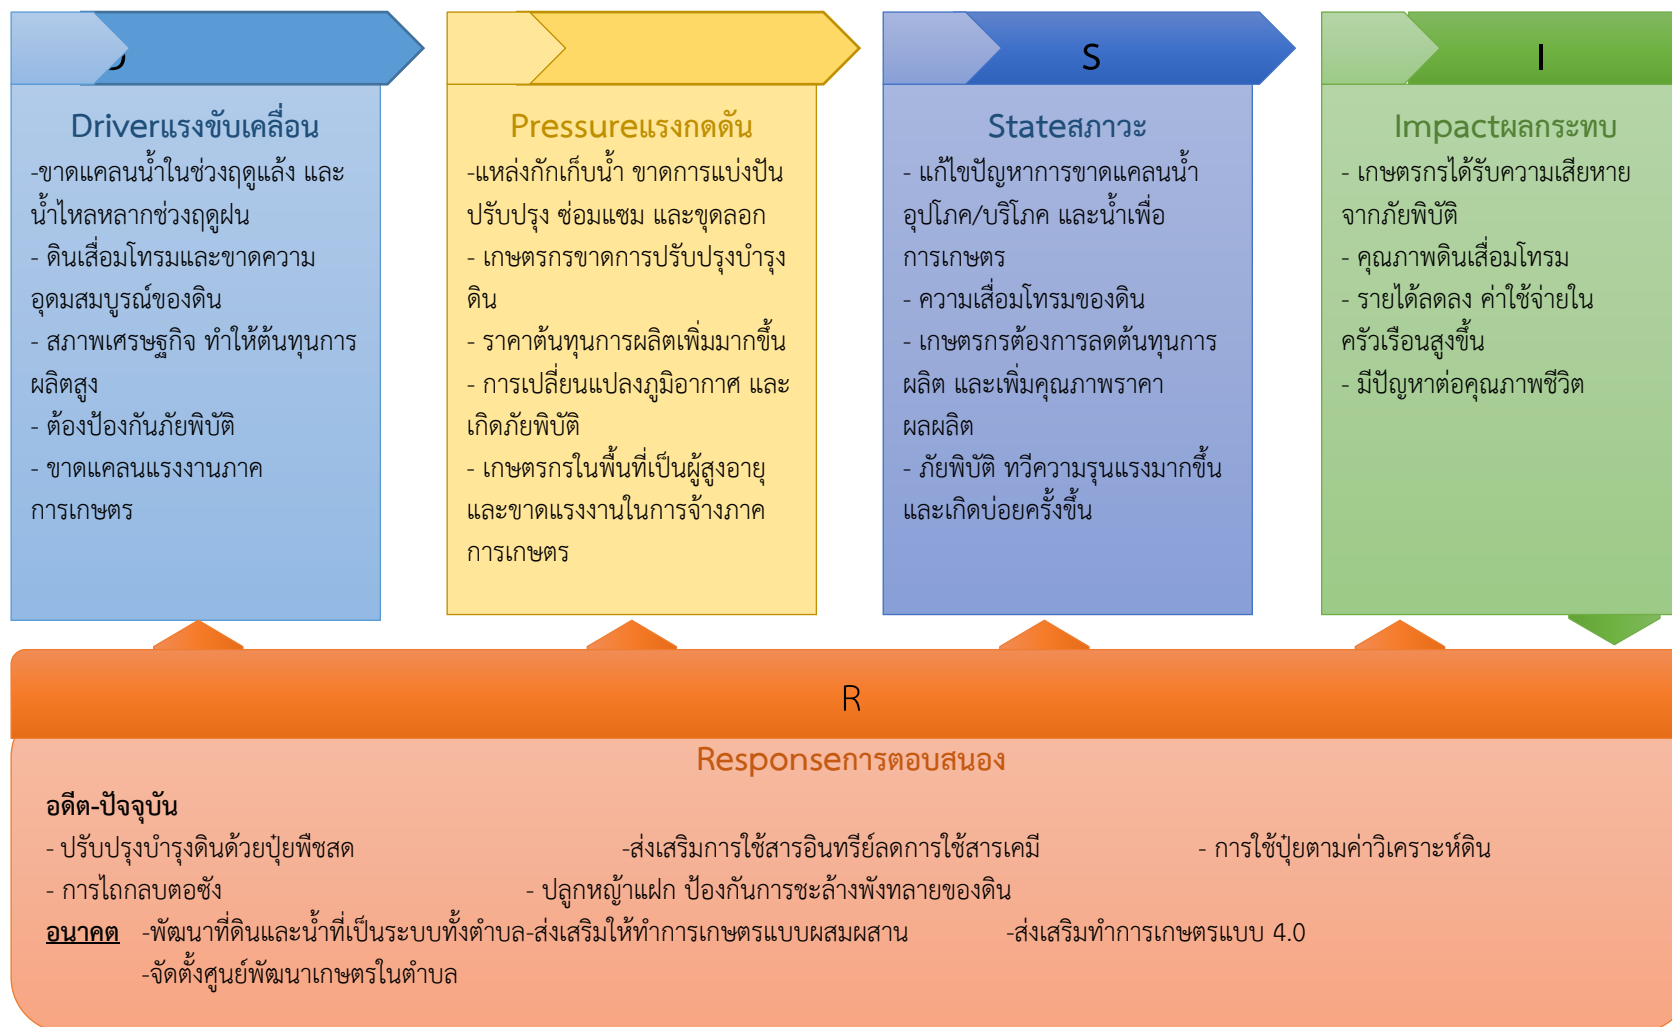 D
Driverแรงขับเคลื่อน
-ขาดแคลนน้ำในช่วงฤดูแล้ง และ
น้ำไหลหลากช่วงฤดูฝน
- ดินเสื่อมโทรมและขาดความ
อุดมสมบูรณ์ของดิน
- สภาพเศรษฐกิจ ทำให้ต้นทุนการ
ผลิตสูง
- ต้องป้องกันภัยพิบัติ
- ขาดแคลนแรงงานภาค
การเกษตร
Pressureแรงกดดัน
-แหล่งกักเก็บน้ำ ขาดการแบ่งปัน
ปรับปรุง ซ่อมแซม และขุดลอก
- เกษตรกรขาดการปรับปรุงบำรุง
ดิน
- ราคาต้นทุนการผลิตเพิ่มมากขึ้น
- การเปลี่ยนแปลงภูมิอากาศ และ
เกิดภัยพิบัติ
- เกษตรกรในพื้นที่เป็นผู้สูงอายุ
และขาดแรงงานในการจ้างภาค
การเกษตร
S
Stateสภาวะ
- แก้ไขปัญหาการขาดแคลนน้ำ
อุปโภค/บริโภค และน้ำเพื่อ
การเกษตร
- ความเสื่อมโทรมของดิน
- เกษตรกรต้องการลดต้นทุนการ
ผลิต และเพิ่มคุณภาพราคา
ผลผลิต
- ภัยพิบัติ ทวีความรุนแรงมากขึ้น
และเกิดบ่อยครั้งขึ้น
I
Impactผลกระทบ
- เกษตรกรได้รับความเสียหาย
จากภัยพิบัติ
- คุณภาพดินเสื่อมโทรม
- รายได้ลดลง ค่าใช้จ่ายใน
ครัวเรือนสูงขึ้น
- มีปัญหาต่อคุณภาพชีวิต
R
Responseการตอบสนอง
อดีต-ปัจจุบัน
- ปรับปรุงบำรุงดินด้วยปุ๋ยพืชสด -ส่งเสริมการใช้สารอินทรีย์ลดการใช้สารเคมี - การใช้ปุ๋ยตามค่าวิเคราะห์ดิน
- การไถกลบตอซัง - ปลูกหญ้าแฝก ป้องกันการชะล้างพังทลายของดิน
อนาคต -พัฒนาที่ดินและน้ำที่เป็นระบบทั้งตำบล-ส่งเสริมให้ทำการเกษตรแบบผสมผสาน -ส่งเสริมทำการเกษตรแบบ 4.0
-จัดตั้งศูนย์พัฒนาเกษตรในตำบล